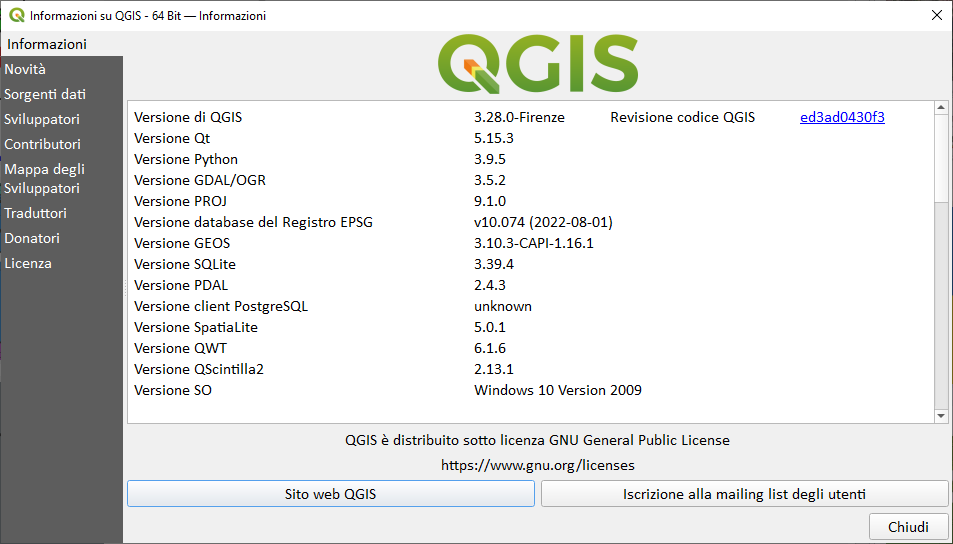 Informazioni su QGIS - 64 Bit — Informazioni
QGIS
Informazioni
Novità
Sorgenti dati
Sviluppatori
Contributori
Mappa degli
Sviluppatori
Traduttori
Donatori
Licenza
Versione di QGIS 3.28.0-Firenze Revisione codice QGIS ed3ad0430f3
Versione Qt 5.15.3
Versione Python 3.9.5
Versione GDAL/OGR 3.5.2
Versione PROJ 9.1.0
Versione database del Registro EPSG v10.074 (2022-08-01)
Versione GEOS 3.10.3-CAPI-1.16.1
Versione SQLite 3.39.4
Versione PDAL 2.4.3
Versione client PostgreSQL unknown
Versione SpatiaLite 5.0.1
Versione QWT 6.1.6
Versione QScintilla2 2.13.1
Versione SO Windows 10 Version 2009
QGIS è distribuito sotto licenza GNU General Public License
https://www.gnu.org/licenses
Sito web QGIS Iscrizione alla mailing list degli utenti
Chiudi